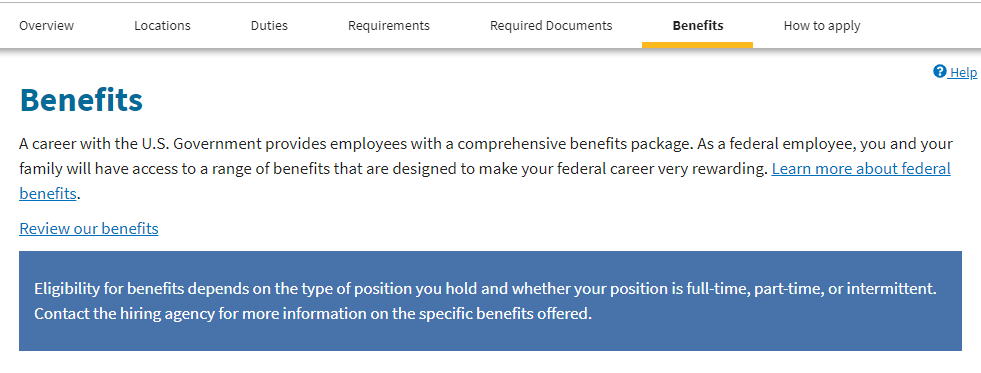 Overview Locations Duties Requirements Required Documents Benefits How to apply
Help
Benefits
A career with the U.S. Government provides employees with a comprehensive benefits package. As a federal employee, you and your
family will have access to a range of benefits that are designed to make your federal career very rewarding. Learn more about federal
benefits.
Review our benefits
Eligibility for benefits depends on the type of position you hold and whether your position is full-time, part-time, or intermittent.
Contact the hiring agency for more information on the specific benefits offered.